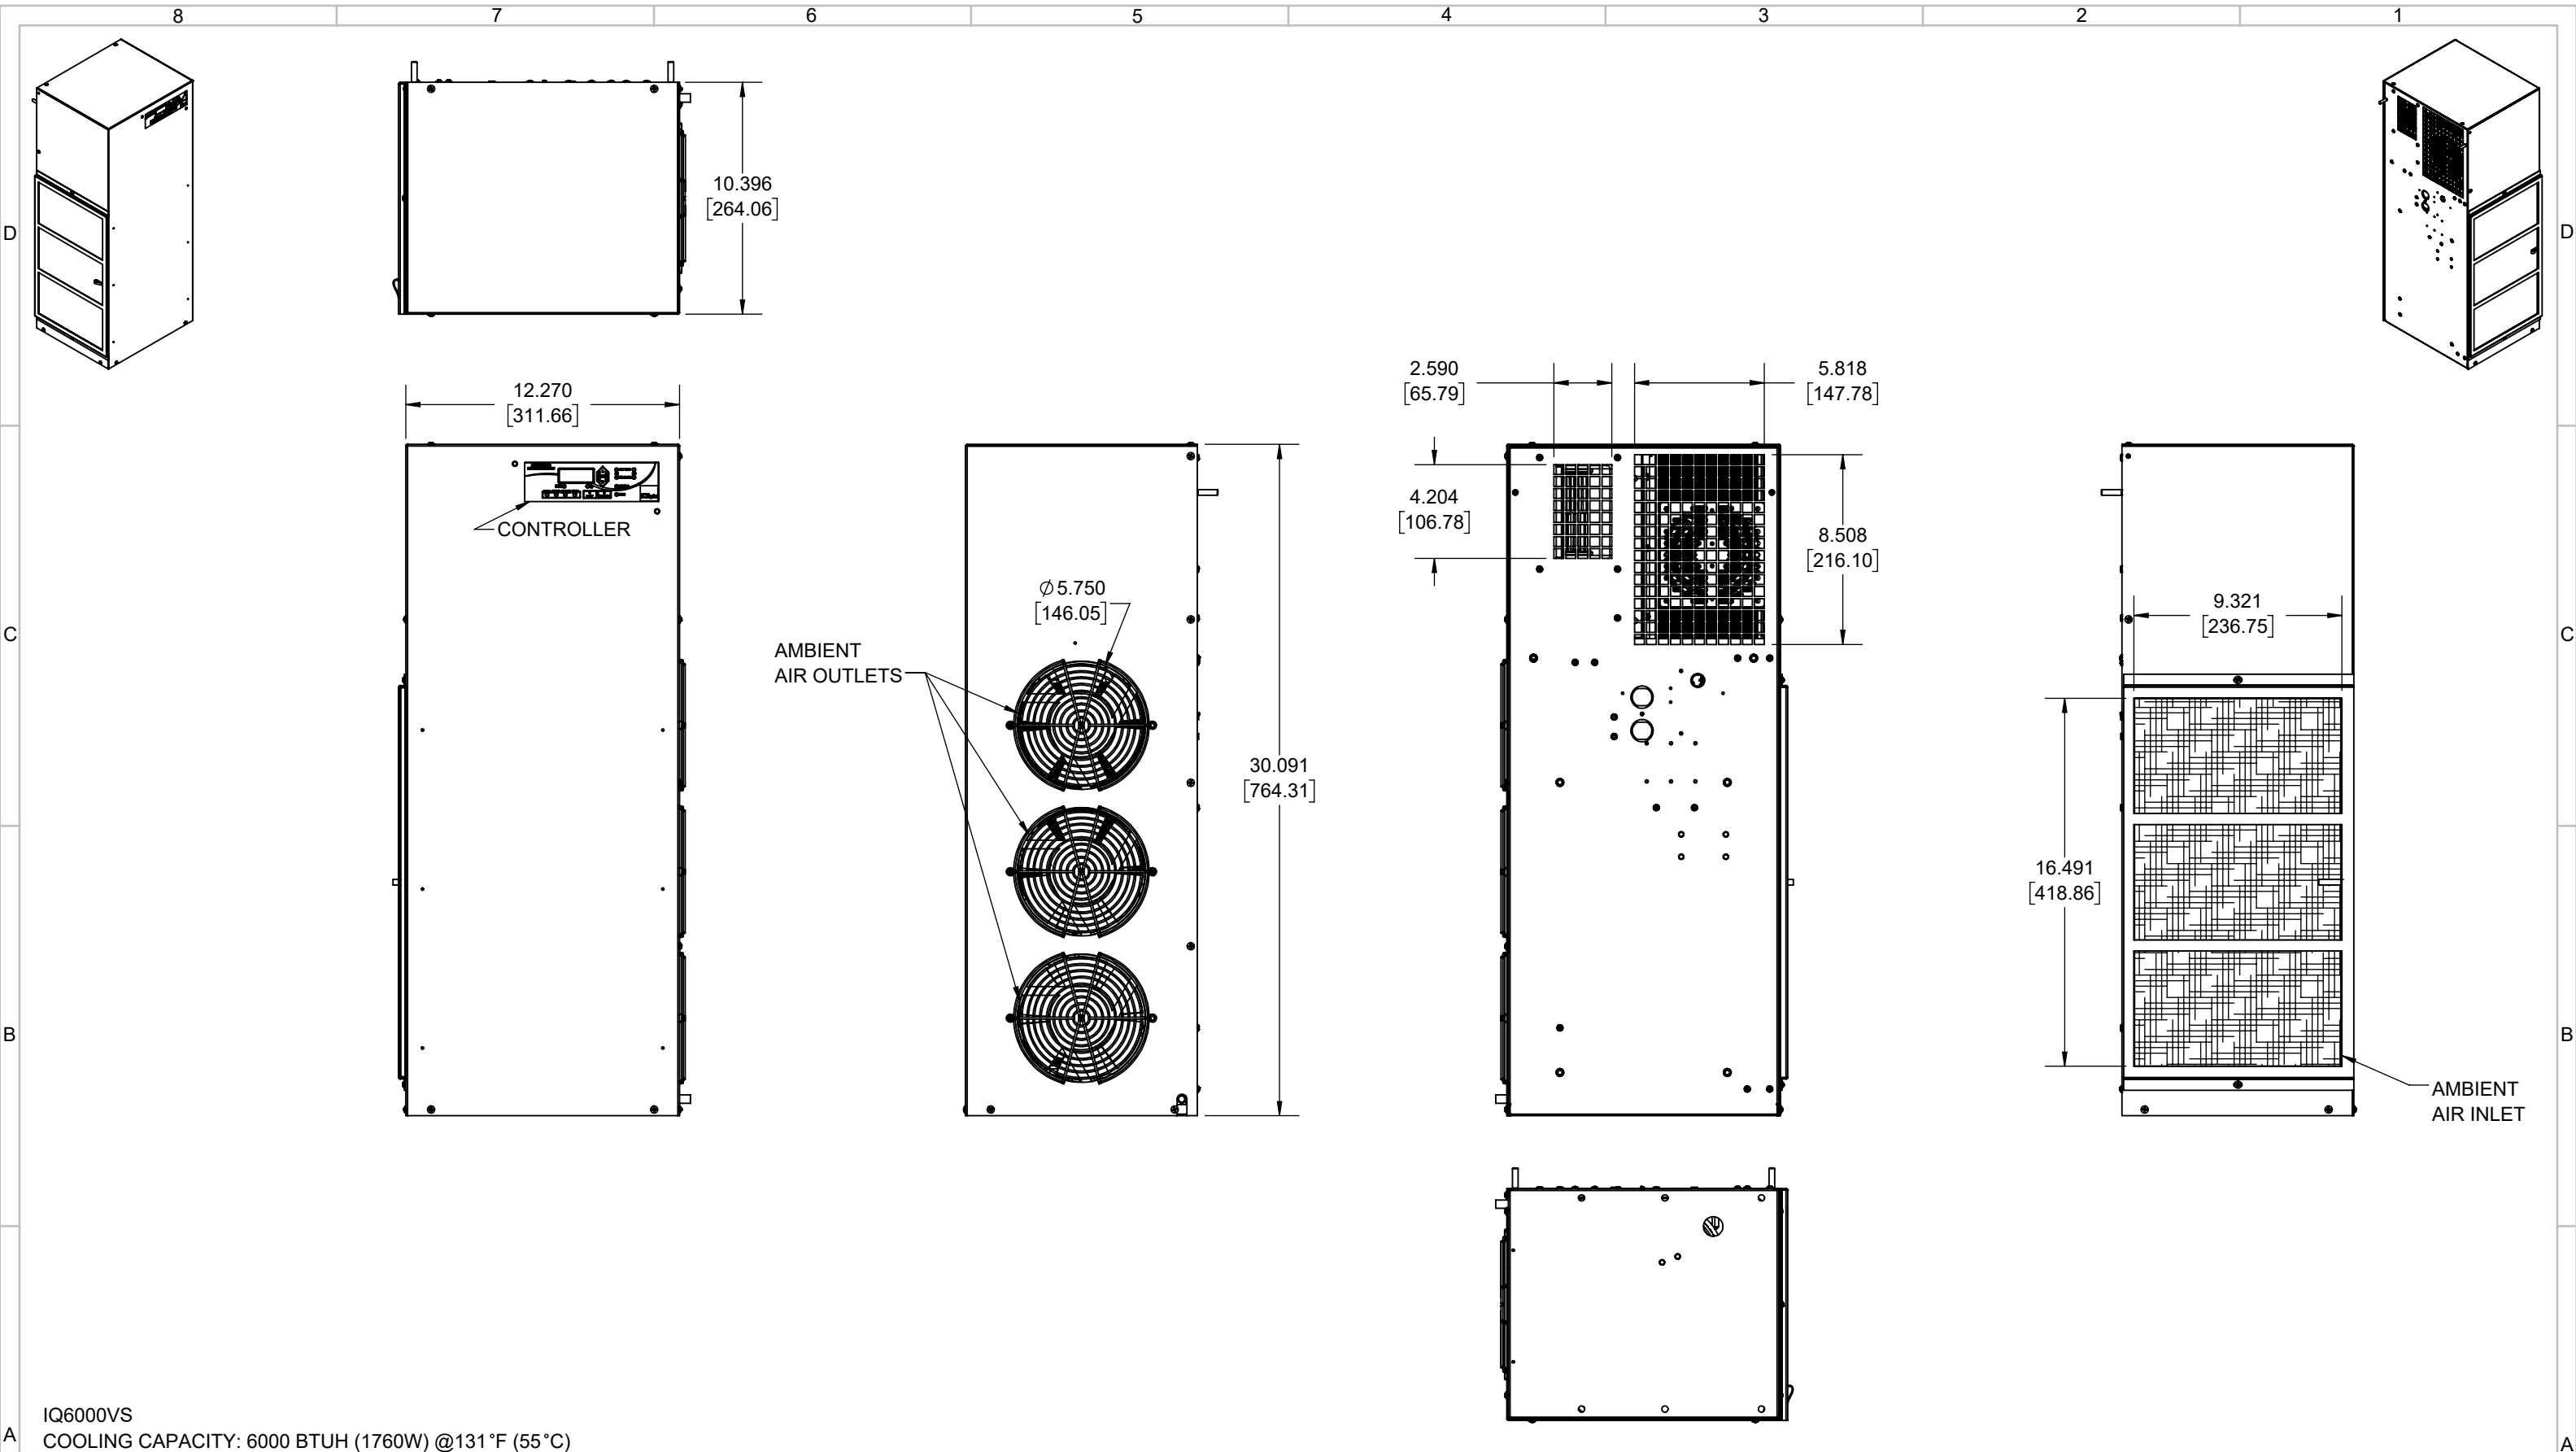 8 7 6 5 4 3 2 1
10.396
[264.06]
D
D
12.270
[311.66]
2.590
[65.79]
5.818
[147.78]
CONTROLLER
4.204
[106.78]
8.508
[216.10]
⌀5.750
[146.05]
9.321
[236.75]
C
C
AMBIENT
AIR OUTLETS
30.091
[764.31]
16.491
[418.86]
B
B
AMBIENT
AIR INLET
IQ6000VS
A
COOLING CAPACITY: 6000 BTUH (1760W) @131°F (55°C)
A